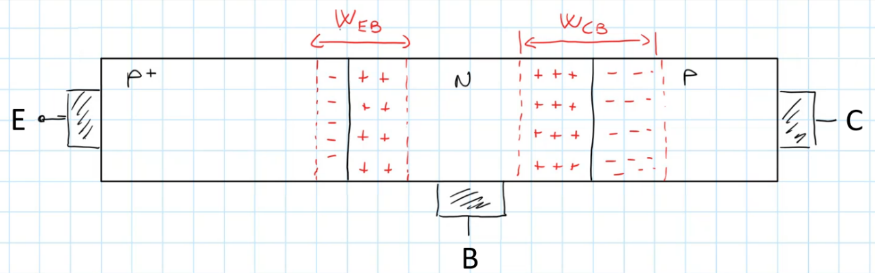 W_EB W_CB
P+ N P
E C
B